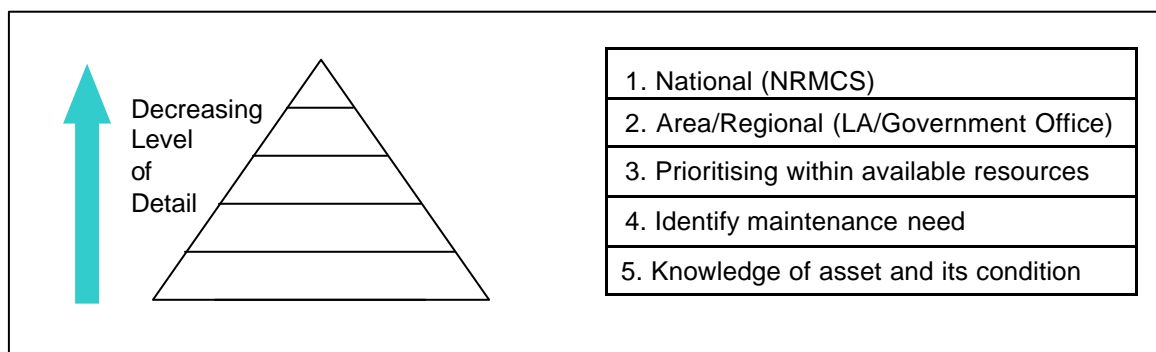 Decreasing
Level
of
Detail
1. National (NRMCS)
2. Area/Regional (LA/Government Office)
3. Prioritising within available resources
4. Identify maintenance need
5. Knowledge of asset and its condition